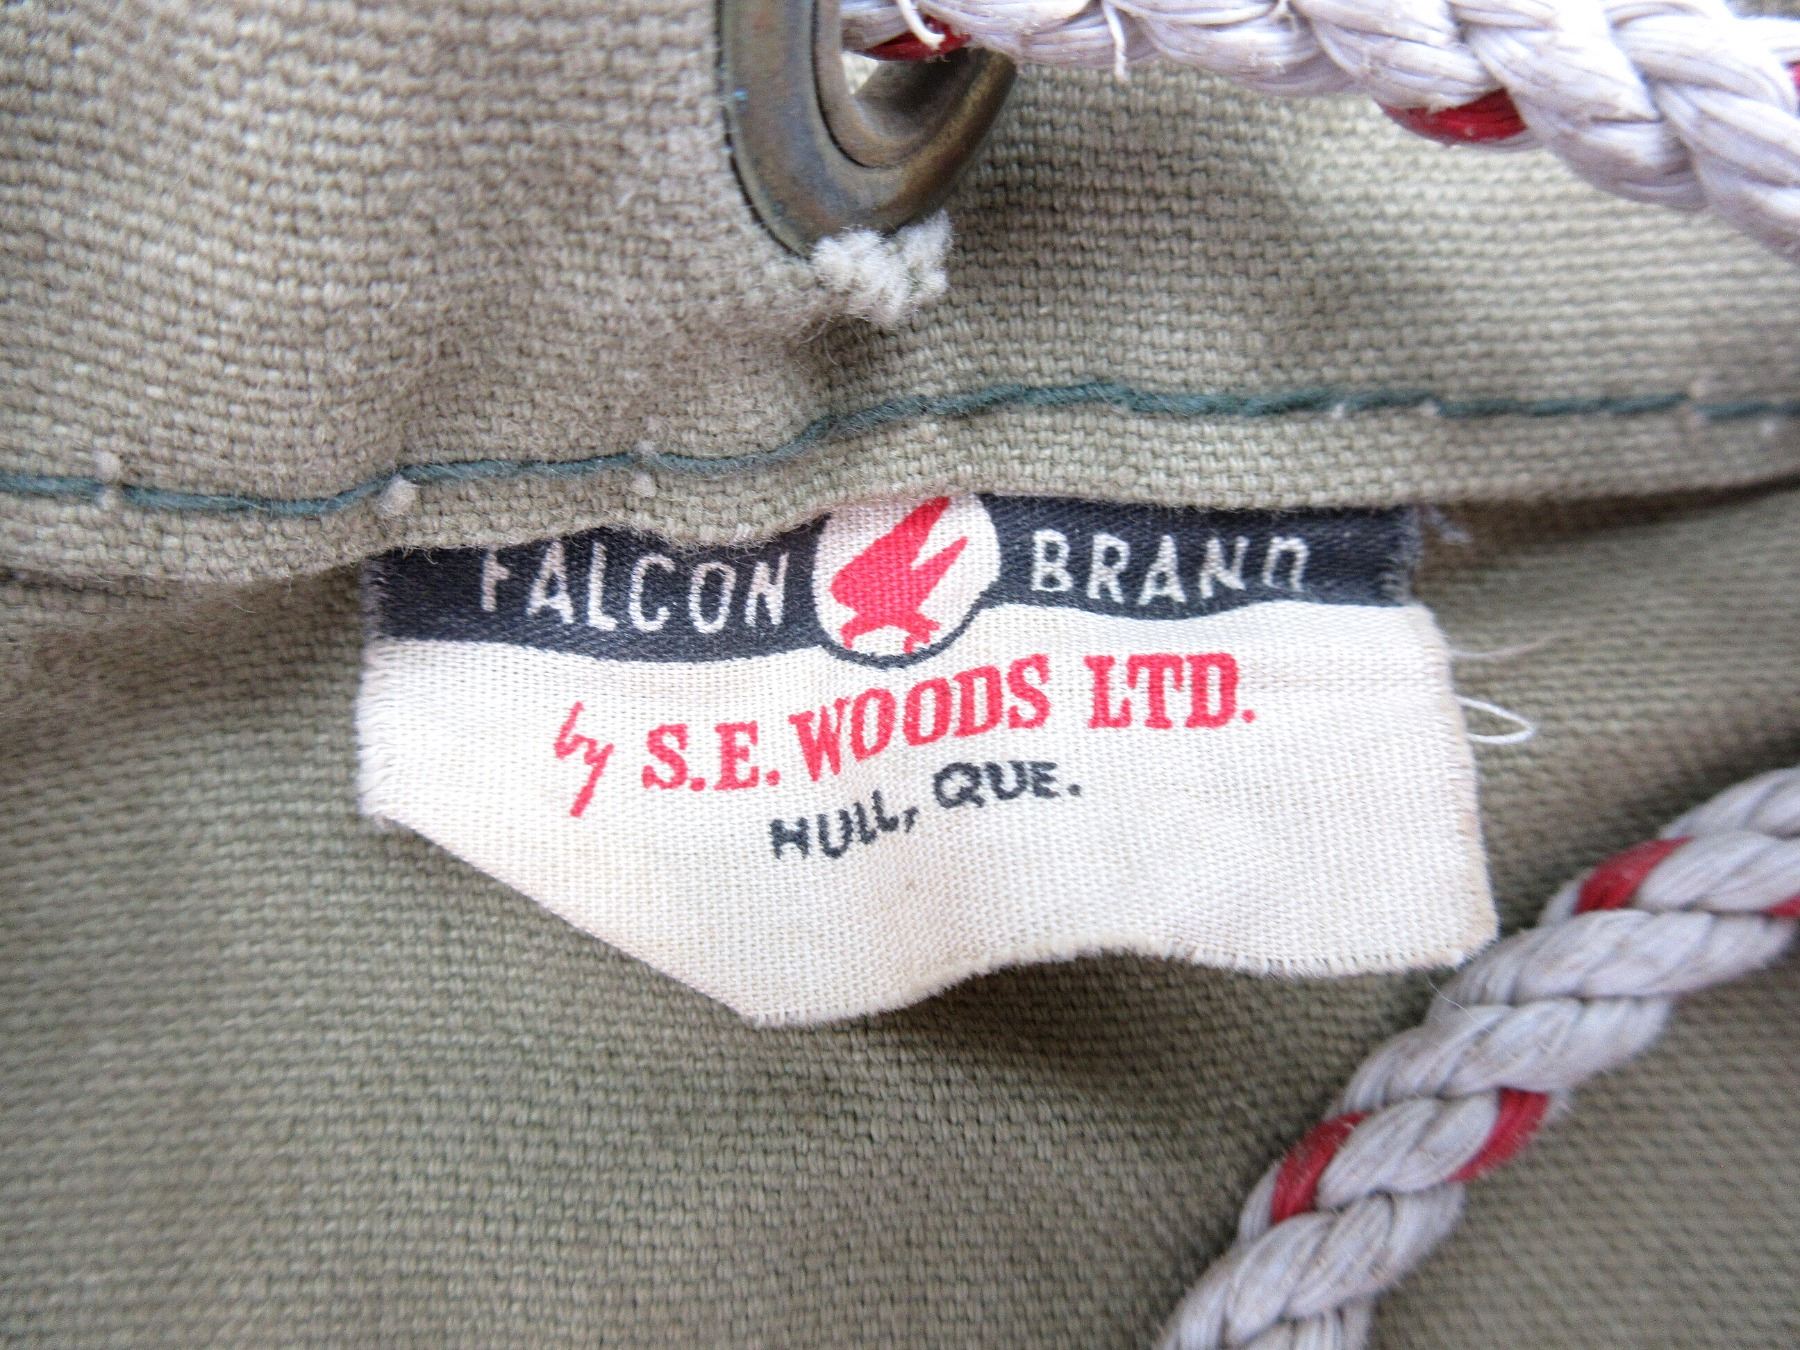 FALCON BRAND
by S.E. WOODS LTD.
HULL, QUE.